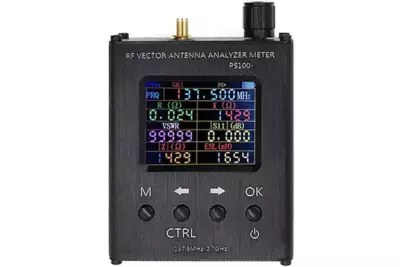 RF VECTOR ANTENNA ANALYZER METER
PS100
FRQ 137.500MHz
R (Ω) X (Ω)
0.024 1429
VSWR S11 (dB)
99999 0.000
|X|(Ω) ESL(μH)
1429 1654
M OK
CTRL
137.5MHz-2.7GHz